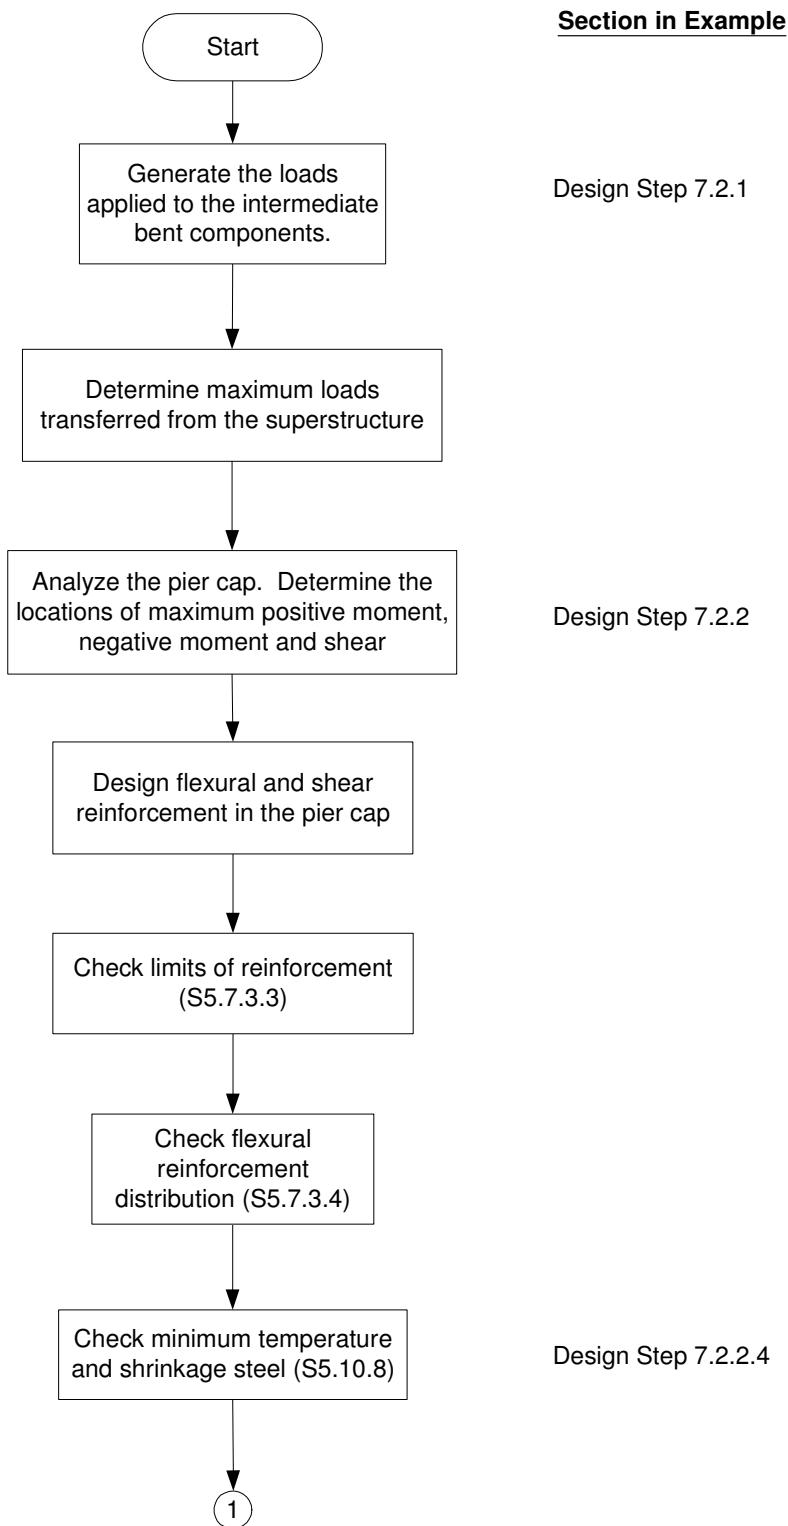 Section in Example
Start
Generate the loads
applied to the intermediate
bent components.
Design Step 7.2.1
Determine maximum loads
transferred from the superstructure
Analyze the pier cap. Determine the
locations of maximum positive moment,
negative moment and shear
Design Step 7.2.2
Design flexural and shear
reinforcement in the pier cap
Check limits of reinforcement
(S5.7.3.3)
Check flexural
reinforcement
distribution (S5.7.3.4)
Check minimum temperature
and shrinkage steel (S5.10.8)
Design Step 7.2.2.4
1